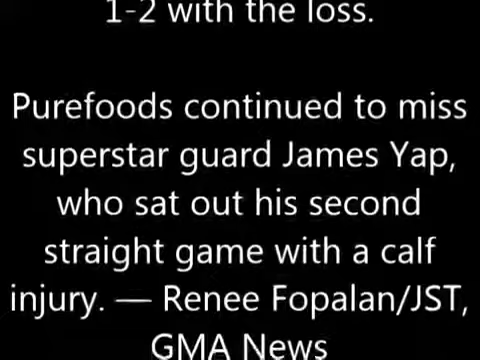 1-2 with the loss.
Purefoods continued to miss
superstar guard James Yap,
who sat out his second
straight game with a calf
injury. — Renee Fopalan/JST,
GMA News